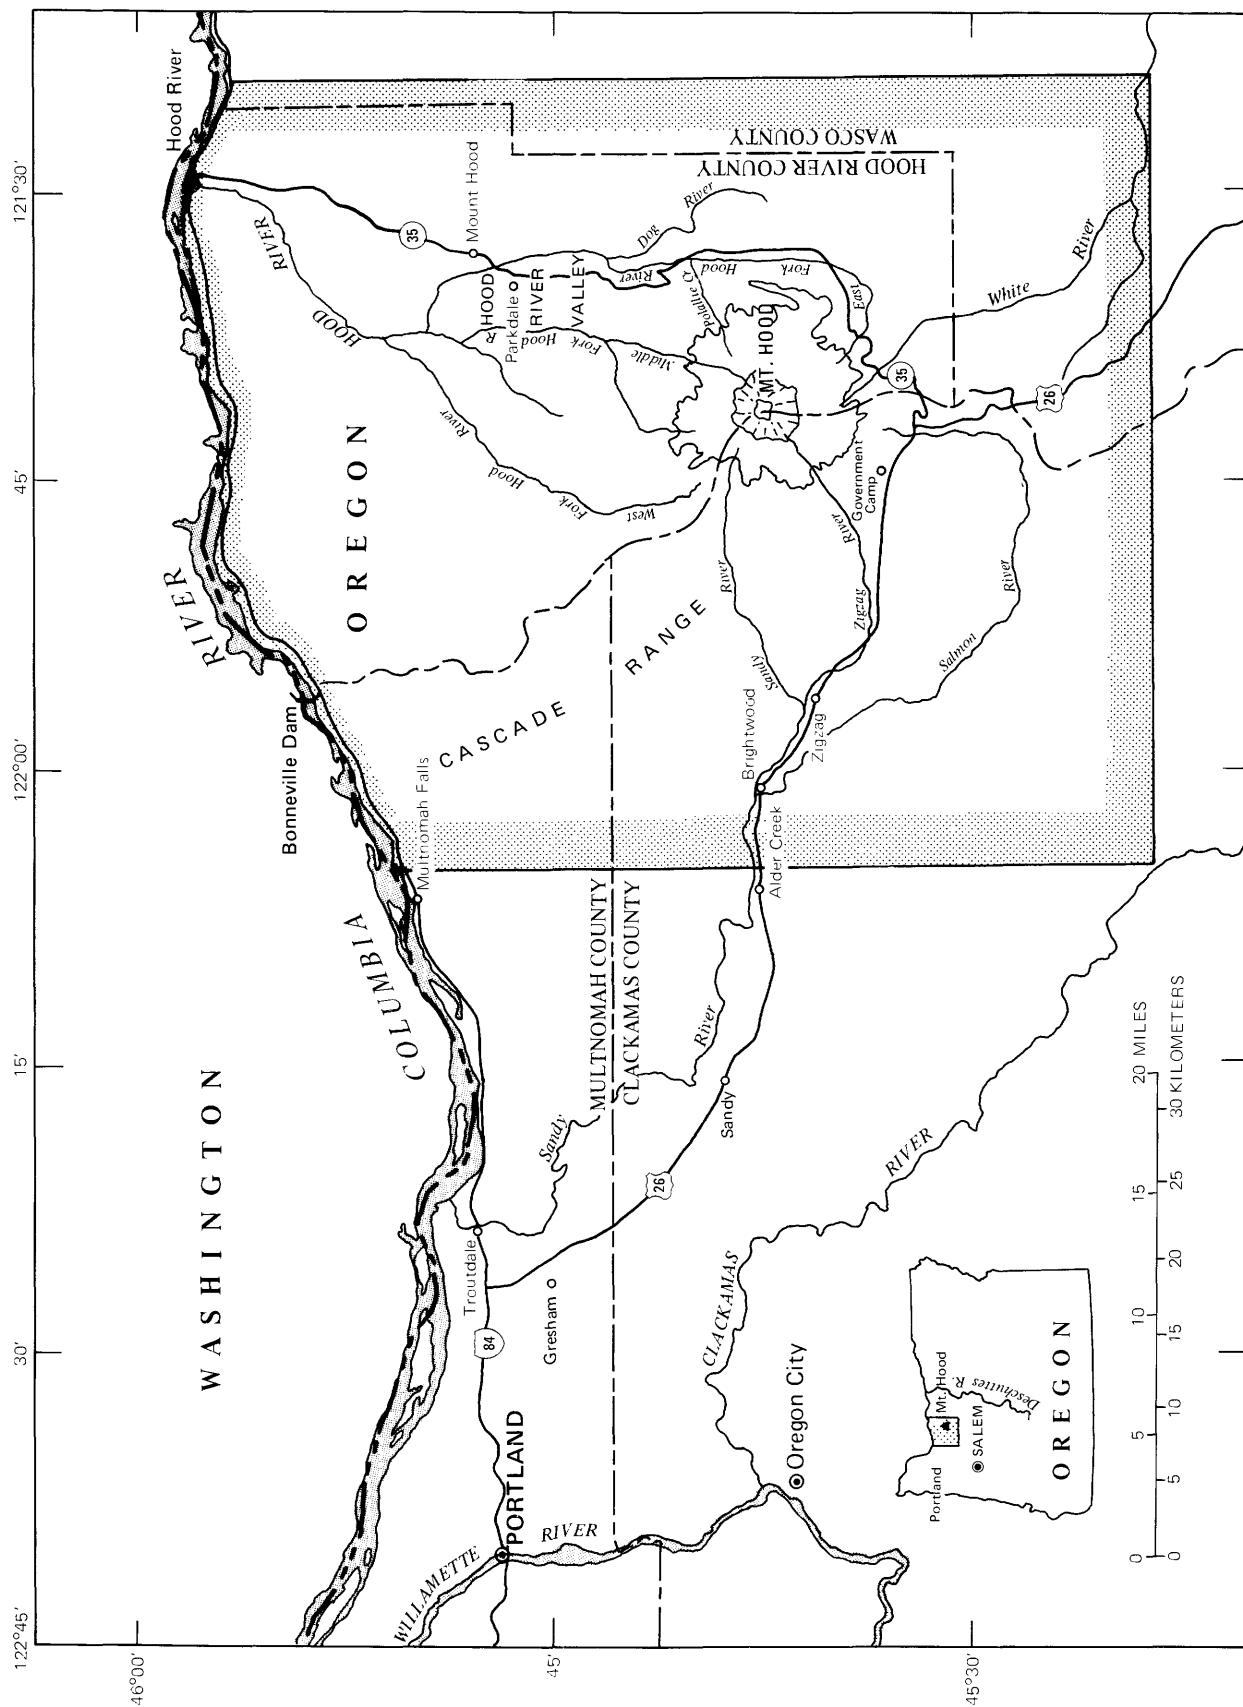 122°45'
30'
15'
122°00'
45'
121°30'
46°00'
45'
45°30'
WASHINGTON
OREGON
COLUMBIA
RIVER
Bonneville Dam
Hood River
Multnomah Falls
CASCADE
RANGE
HOOD
RIVER
35
Mount Hood
HOOD
RIVER
VALLEY
Parkdale
Dog
River
West
Fork
Hood
River
Middle
Fork
Hood
R
East
Fork
Hood
River
Polallie Cr
MT. HOOD
WASCO COUNTY
HOOD RIVER COUNTY
White
River
35
26
Government
Camp
Sandy
River
Zigzag
River
Salmon
River
Brightwood
Zigzag
Alder Creek
MULTNOMAH COUNTY
CLACKAMAS COUNTY
Sandy
River
Sandy
26
Troutdale
Gresham
84
PORTLAND
WILLAMETTE
RIVER
Oregon City
CLACKAMAS
RIVER
Portland
Mt. Hood
SALEM
Deschuttes R.
OREGON
0 5 10 15 20 MILES
0 5 10 15 20 25 30 KILOMETERS